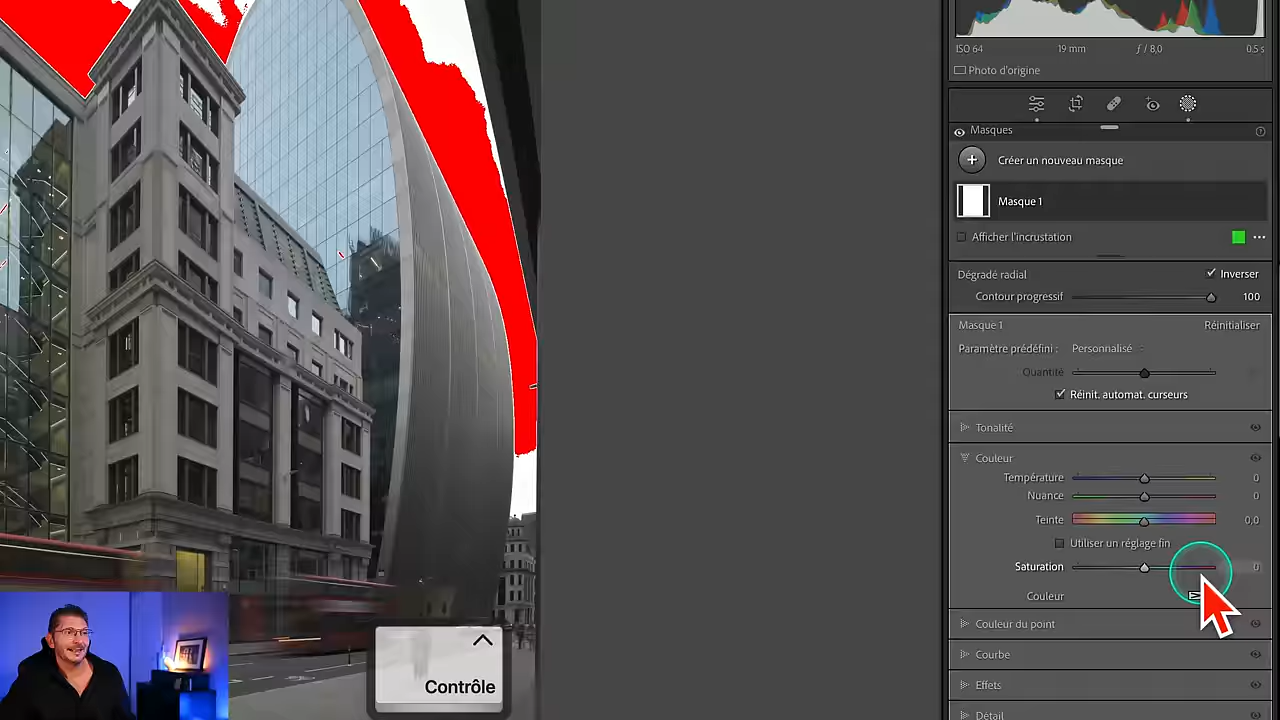 ISO 64 19 mm ƒ / 8,0 0,5 s
Photo d'origine
Masques
Créer un nouveau masque
Masque 1
Afficher l'incrustation
Dégradé radial Inverser
Contour progressif 100
Masque 1 Réinitialiser
Paramètre prédéfini : Personnalisé
Quantité
Réinit. automat. curseurs
Tonalité
Couleur
Température 0
Nuance 0
Teinte 0,0
Utiliser un réglage fin
Saturation 0
Couleur
Couleur du point
Courbe
Effets
Détail
Contrôle